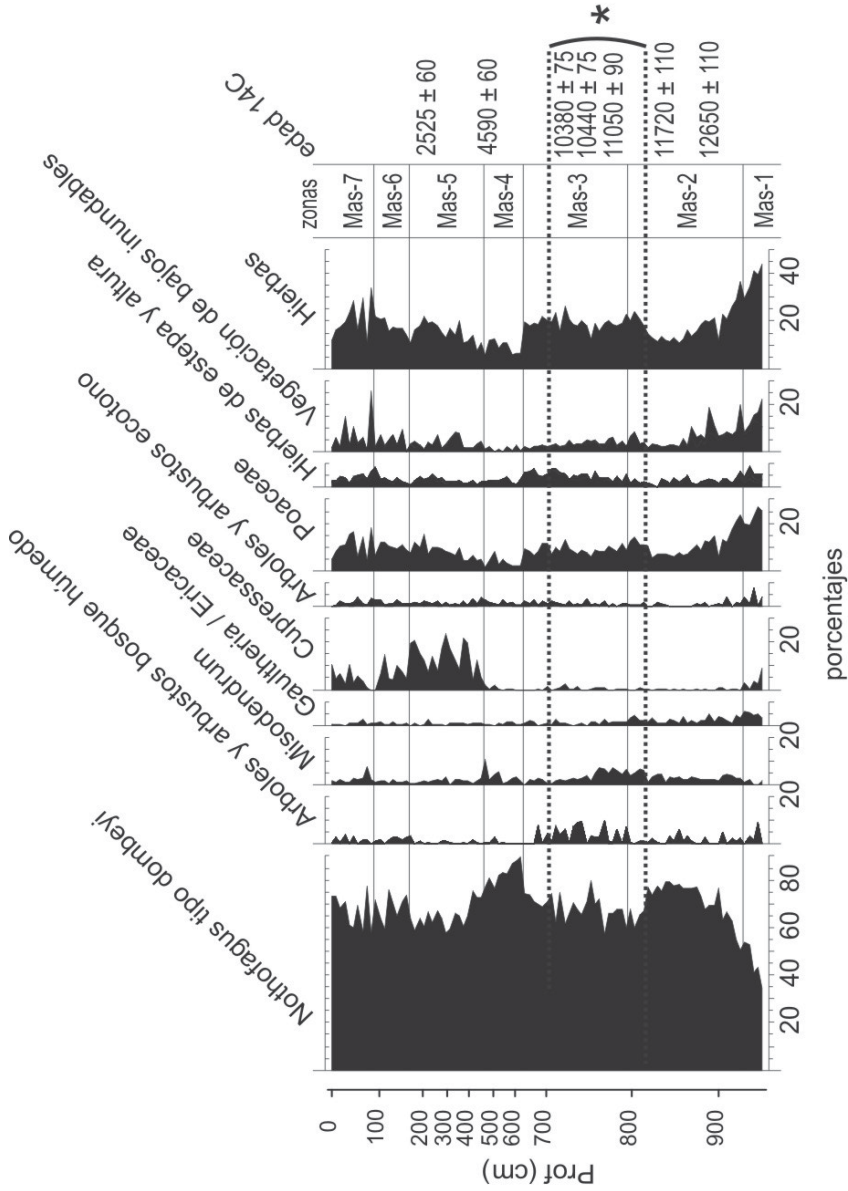 Nothofagus tipo dombeyi
Arboles y arbustos bosque húmedo
Misodendrum
Gaultheria / Ericaceae
Cupressaceae
Arboles y arbustos ecotono
Poaceae
Hierbas de estepa y altura
Vegetación de bajos inundables
Hierbas
zonas
edad 14C
Prof (cm)
0
100
200
300
400
500
600
700
800
900
Mas-7
Mas-6
Mas-5
Mas-4
Mas-3
Mas-2
Mas-1
2525 ± 60
4590 ± 60
10380 ± 75
10440 ± 75
11050 ± 90
11720 ± 110
12650 ± 110
*
20 40 60 80
20
20
20
20
20
20 40
porcentajes